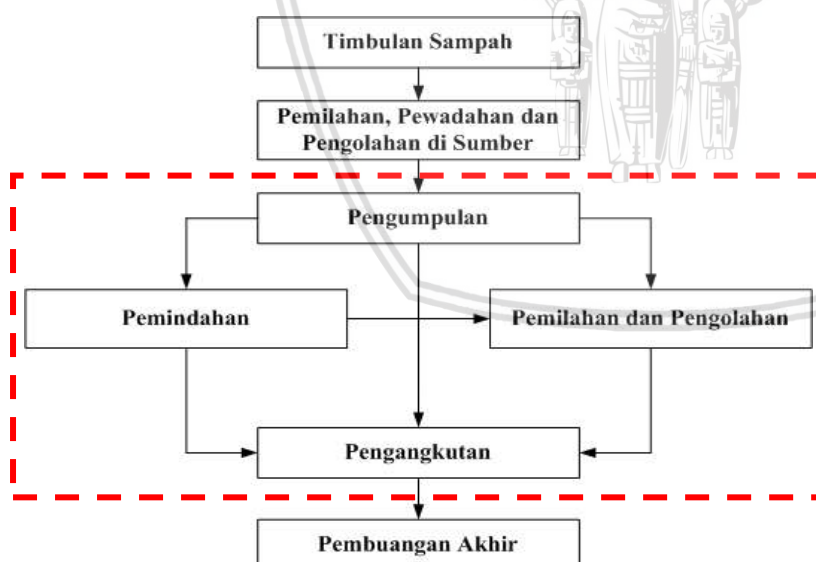 Timbulan Sampah
Pemilahan, Pewadahan dan
Pengolahan di Sumber
Pengumpulan
Pemindahan
Pemilahan dan Pengolahan
Pengangkutan
Pembuangan Akhir